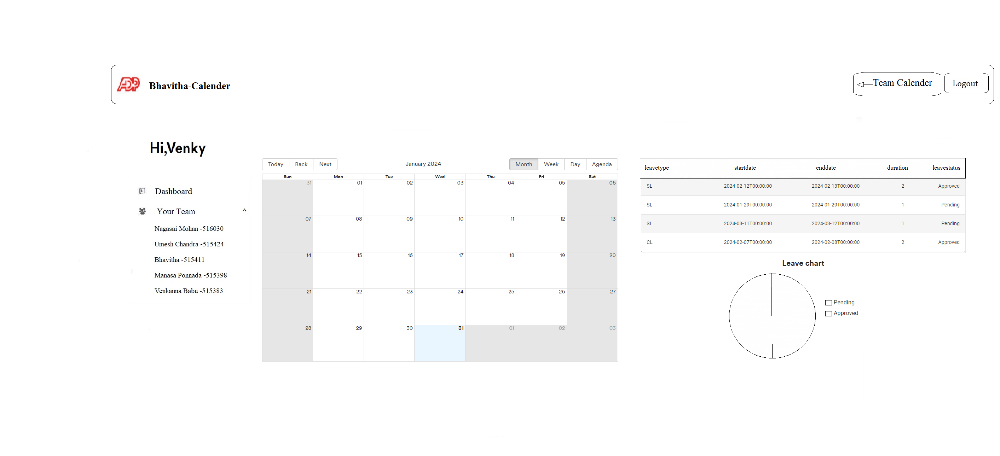 ADP Bhavitha-Calender Team Calender Logout
Hi,Venky
Dashboard
Your Team ^
Nagasai Mohan -516030
Umesh Chandra -515424
Bhavitha -515411
Manasa Ponnada -515398
Venkanna Babu -515383
Today Back Next January 2024 Month Week Day Agenda
Sun Mon Tue Wed Thu Fri Sat
31 01 02 03 04 05 06
07 08 09 10 11 12 13
14 15 16 17 18 19 20
21 22 23 24 25 26 27
28 29 30 31 01 02 03
leavetype startdate enddate duration leavestatus
SL 2024-02-12T00:00:00 2024-02-13T00:00:00 2 Approved
SL 2024-01-29T00:00:00 2024-01-29T00:00:00 1 Pending
SL 2024-03-11T00:00:00 2024-03-12T00:00:00 1 Pending
CL 2024-02-07T00:00:00 2024-02-08T00:00:00 2 Approved
Leave chart
Pending
Approved